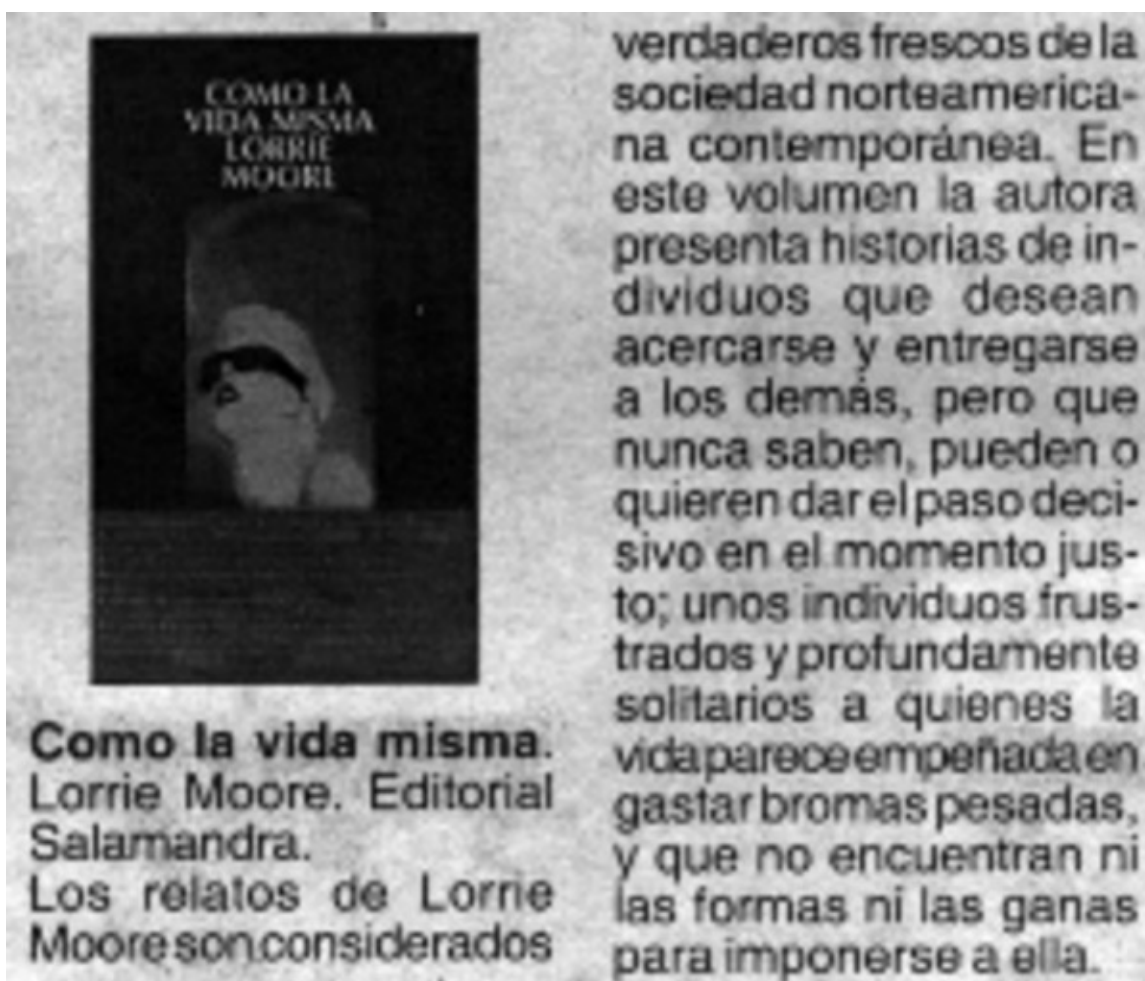 COMO LA
VIDA MISMA
LORRIE
MOORE
Como la vida misma.
Lorrie Moore. Editorial
Salamandra.
Los relatos de Lorrie
Moore son considerados
verdaderos frescos de la
sociedad norteamerica-
na contemporánea. En
este volumen la autora
presenta historias de in-
dividuos que desean
acercarse y entregarse
a los demás, pero que
nunca saben, pueden o
quieren dar el paso deci-
sivo en el momento jus-
to; unos individuos frus-
trados y profundamente
solitarios a quienes la
vida parece empeñada en
gastar bromas pesadas,
y que no encuentran ni
las formas ni las ganas
para imponerse a ella.